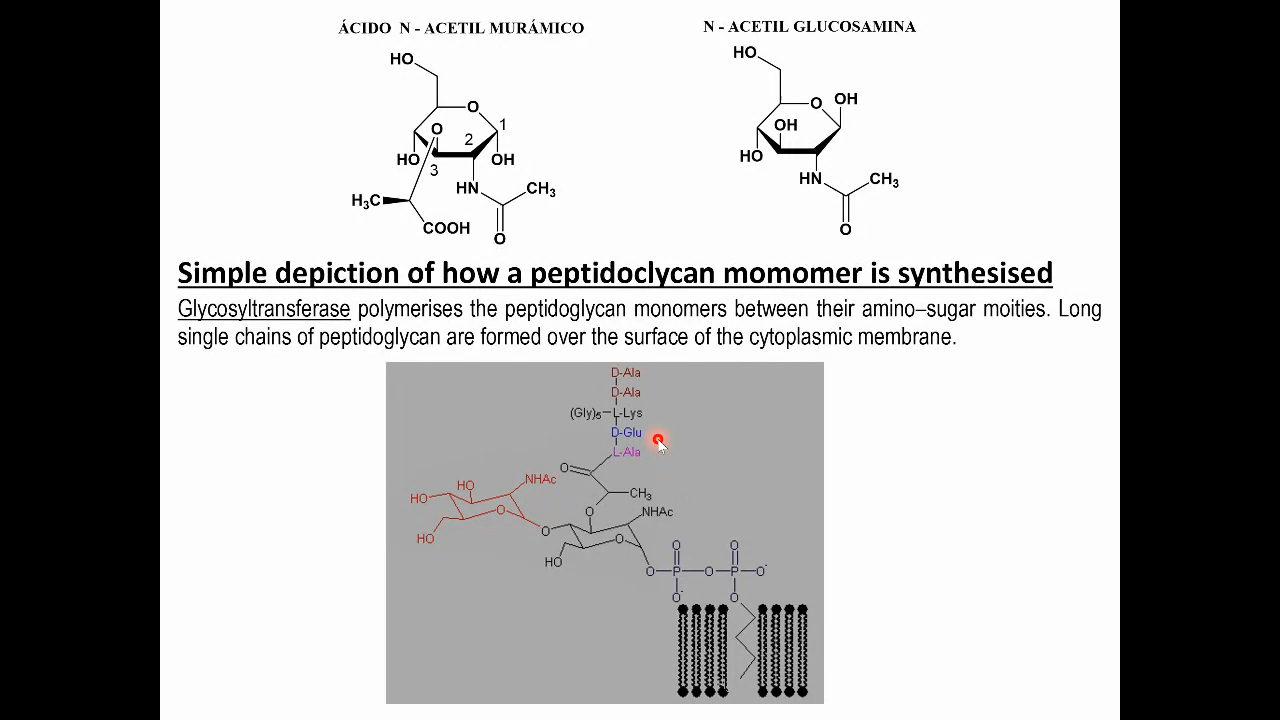 ÁCIDO N - ACETIL MURÁMICO
N - ACETIL GLUCOSAMINA
HO
O
O
1
2
HO
3
OH
H₃C
HN
CH₃
COOH
O
HO
O
OH
OH
HO
HN
CH₃
O
Simple depiction of how a peptidoclycan momomer is synthesised
Glycosyltransferase polymerises the peptidoglycan monomers between their amino–sugar moities. Long
single chains of peptidoglycan are formed over the surface of the cytoplasmic membrane.
D-Ala
D-Ala
(Gly)₅–L-Lys
D-Glu
L-Ala
O
CH₃
HO
HO
NHAc
O
HO
O
O
NHAc
O
HO
O
P
O
O⁻
O
P
O
O⁻
O